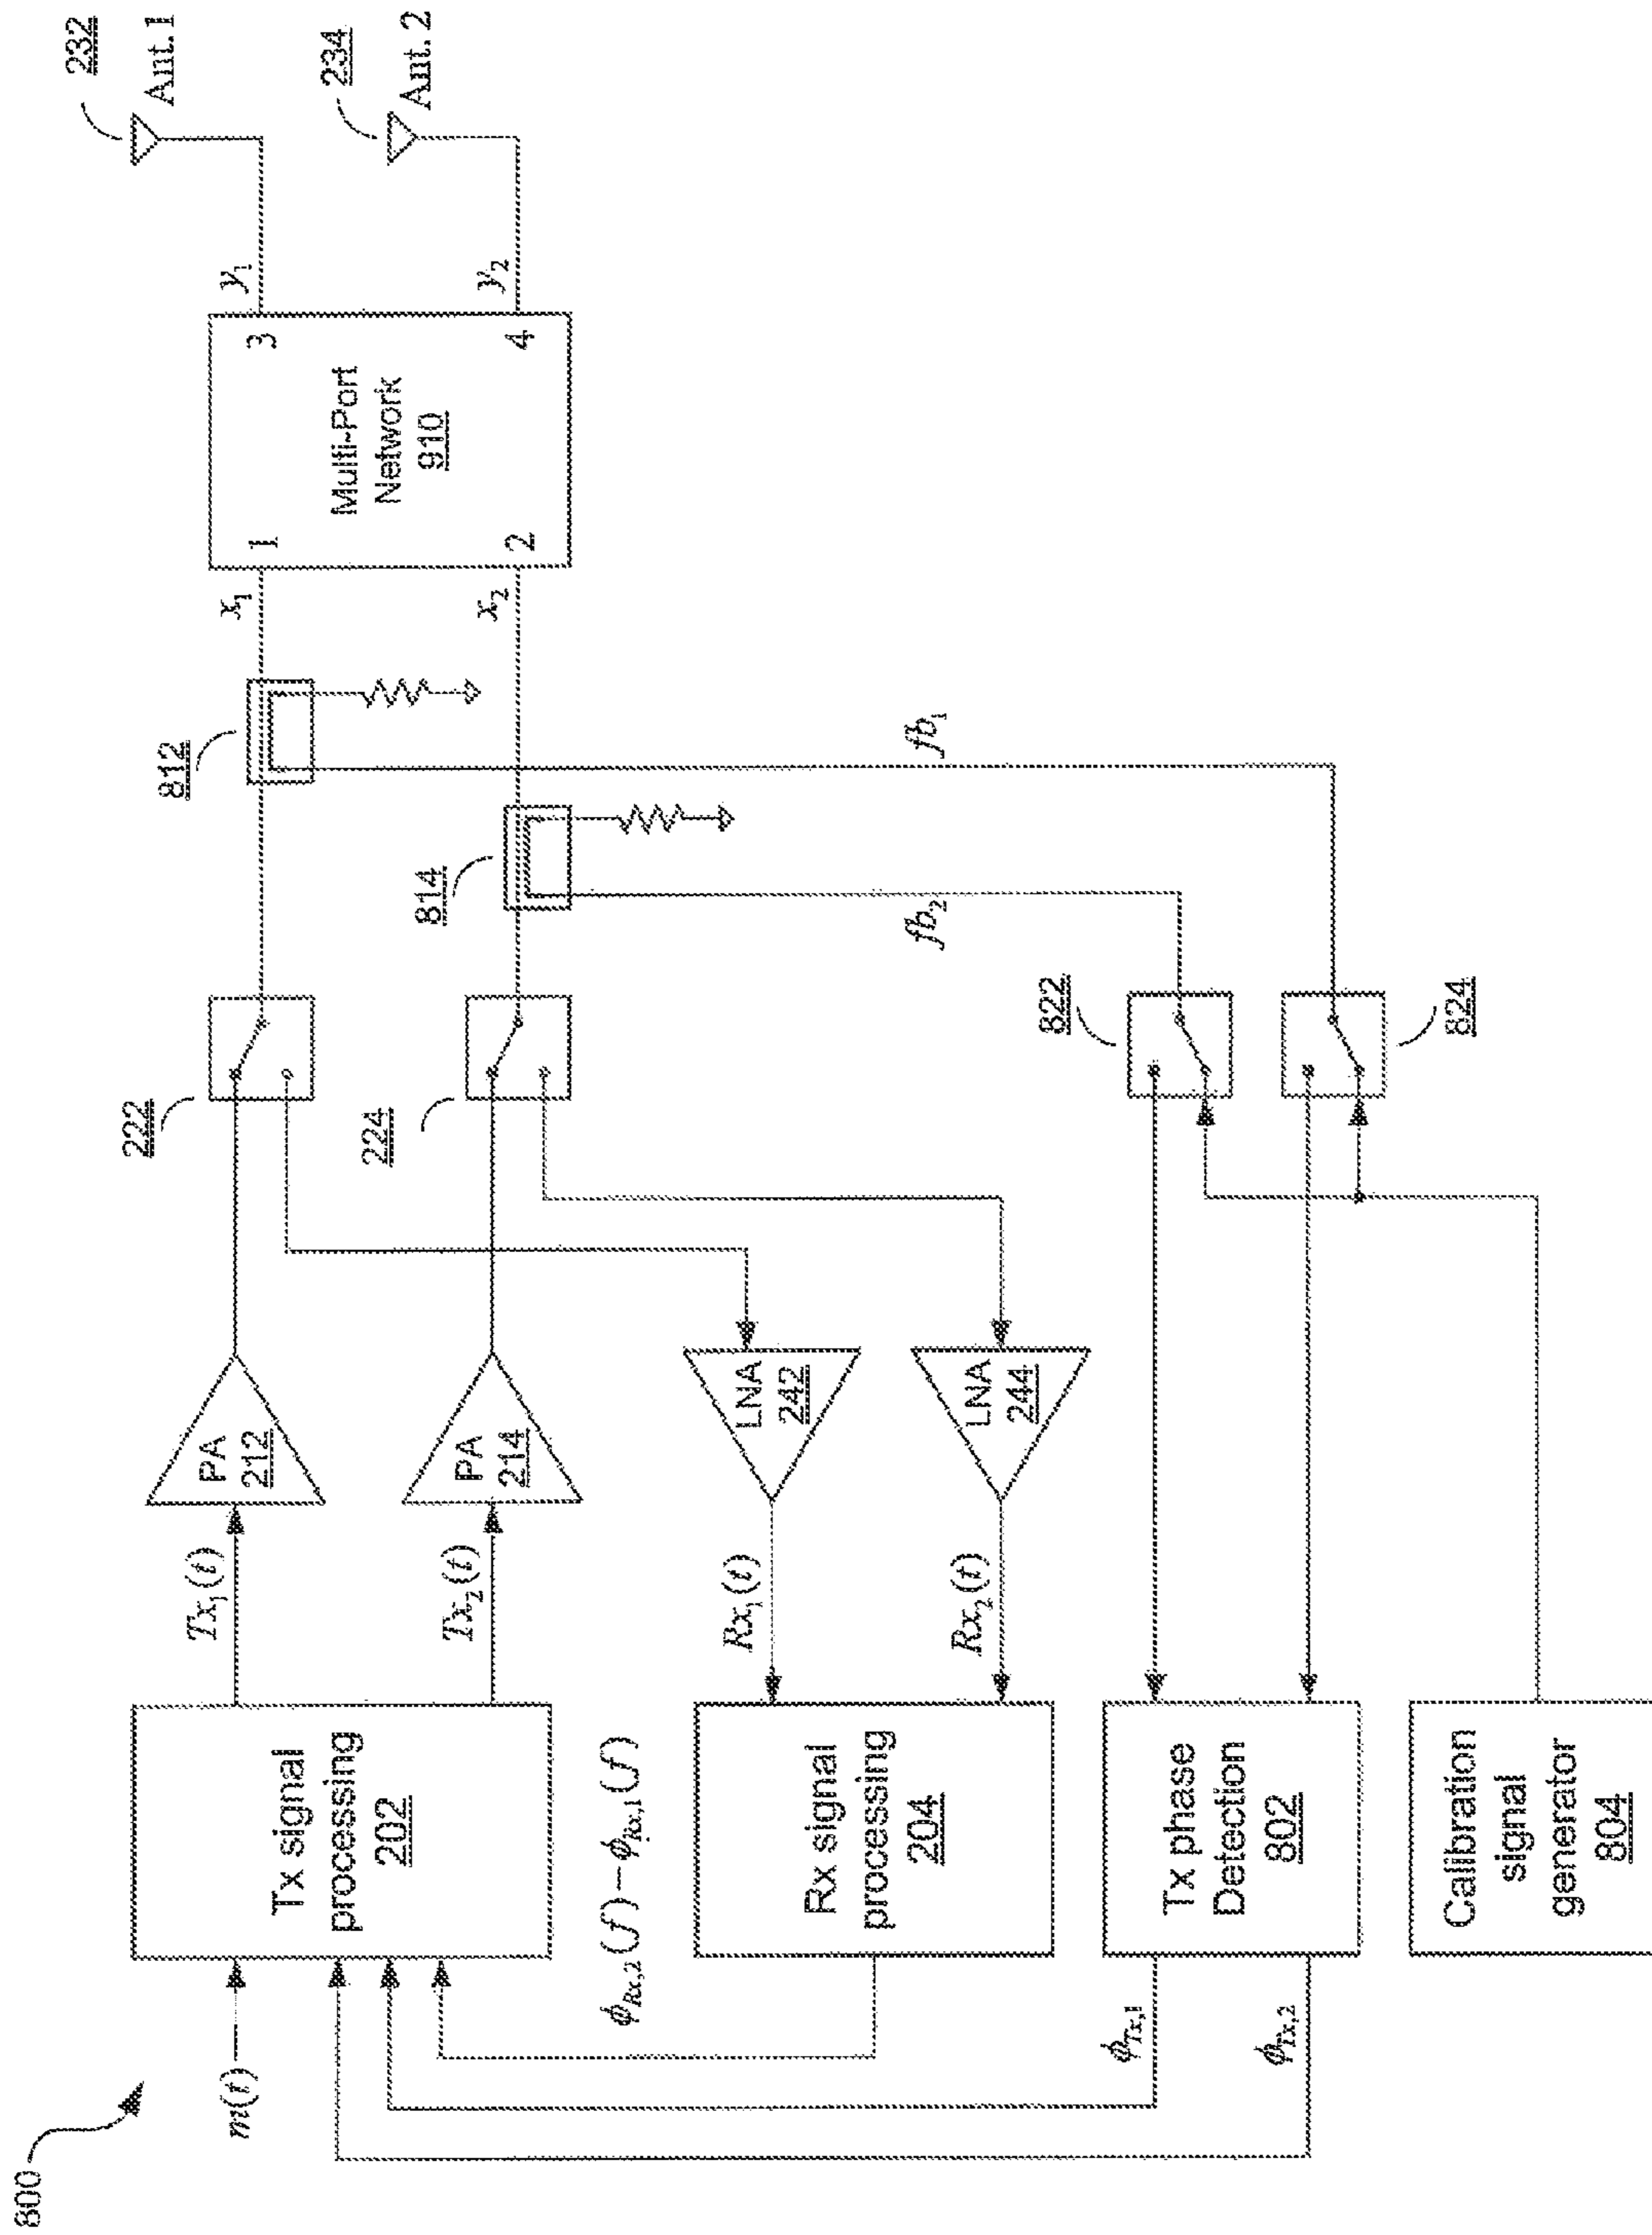 800
m(t)
Tx signal
processing
202
Tx₁(t)
Tx₂(t)
PA
212
PA
214
222
224
812
814
x₁
x₂
1
2
3
4
Multi-Port
Network
910
y₁
y₂
232
Ant. 1
234
Ant. 2
ϕRx,2(f) − ϕRx,1(f)
Rx signal
processing
204
Rx₁(t)
Rx₂(t)
LNA
242
LNA
244
fb₁
fb₂
822
824
ϕTx,1
ϕTx,2
Tx phase
Detection
802
Calibration
signal
generator
804